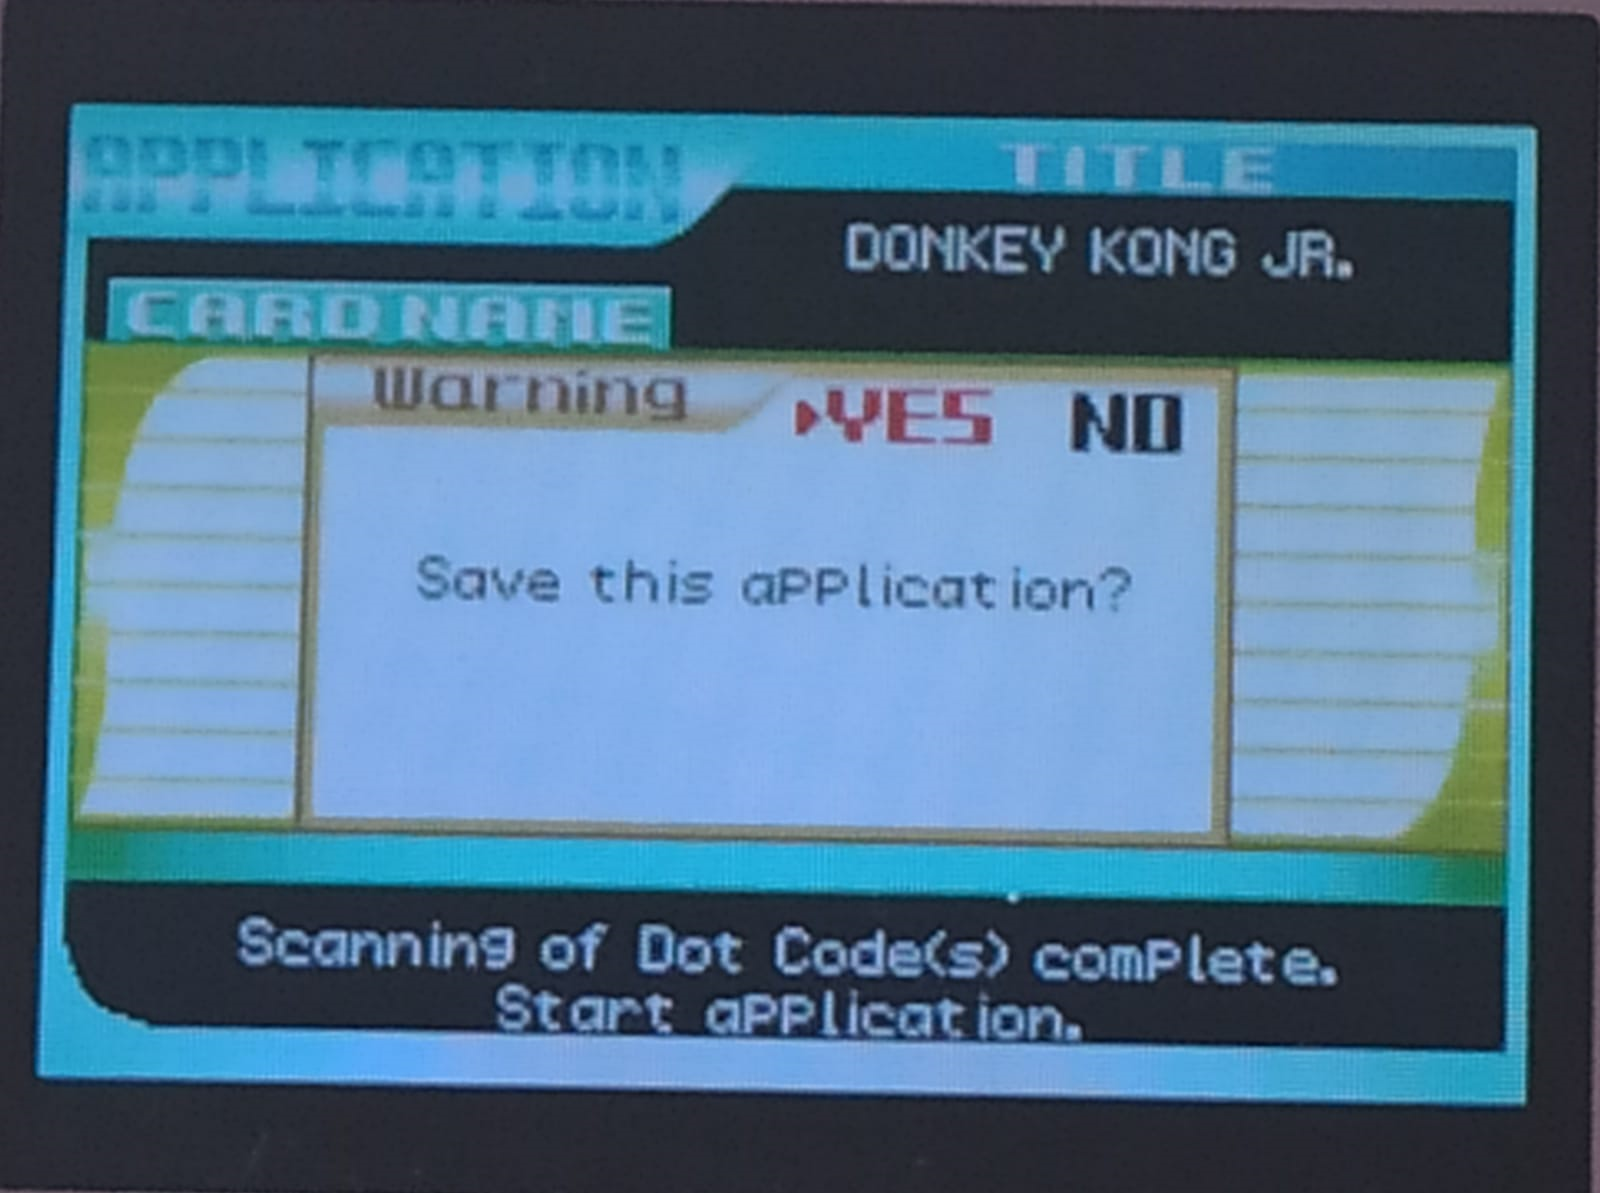 APPLICATION
TITLE
DONKEY KONG JR.
CARD NAME
Warning
YES NO
Save this application?
Scanning of Dot Code(s) complete.
Start application.